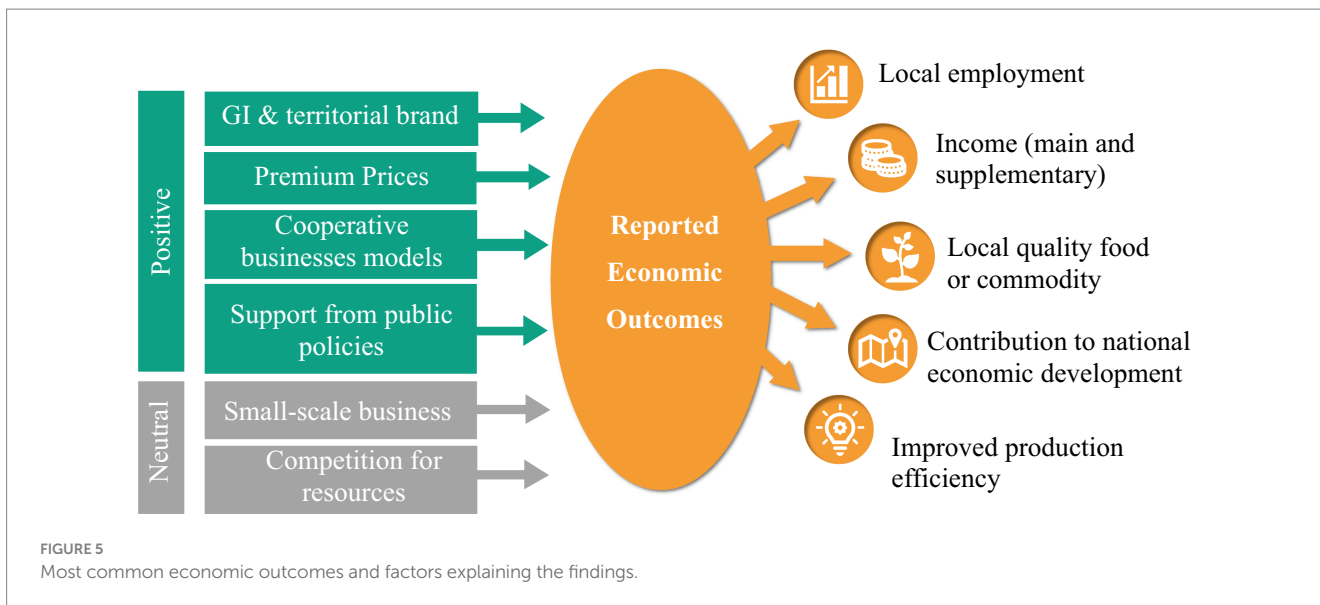 Positive
GI & territorial brand
Premium Prices
Cooperative
businesses models
Support from public
policies
Neutral
Small-scale business
Competition for
resources
Reported
Economic
Outcomes
Local employment
Income (main and
supplementary)
Local quality food
or commodity
Contribution to national
economic development
Improved production
efficiency
FIGURE 5
Most common economic outcomes and factors explaining the findings.